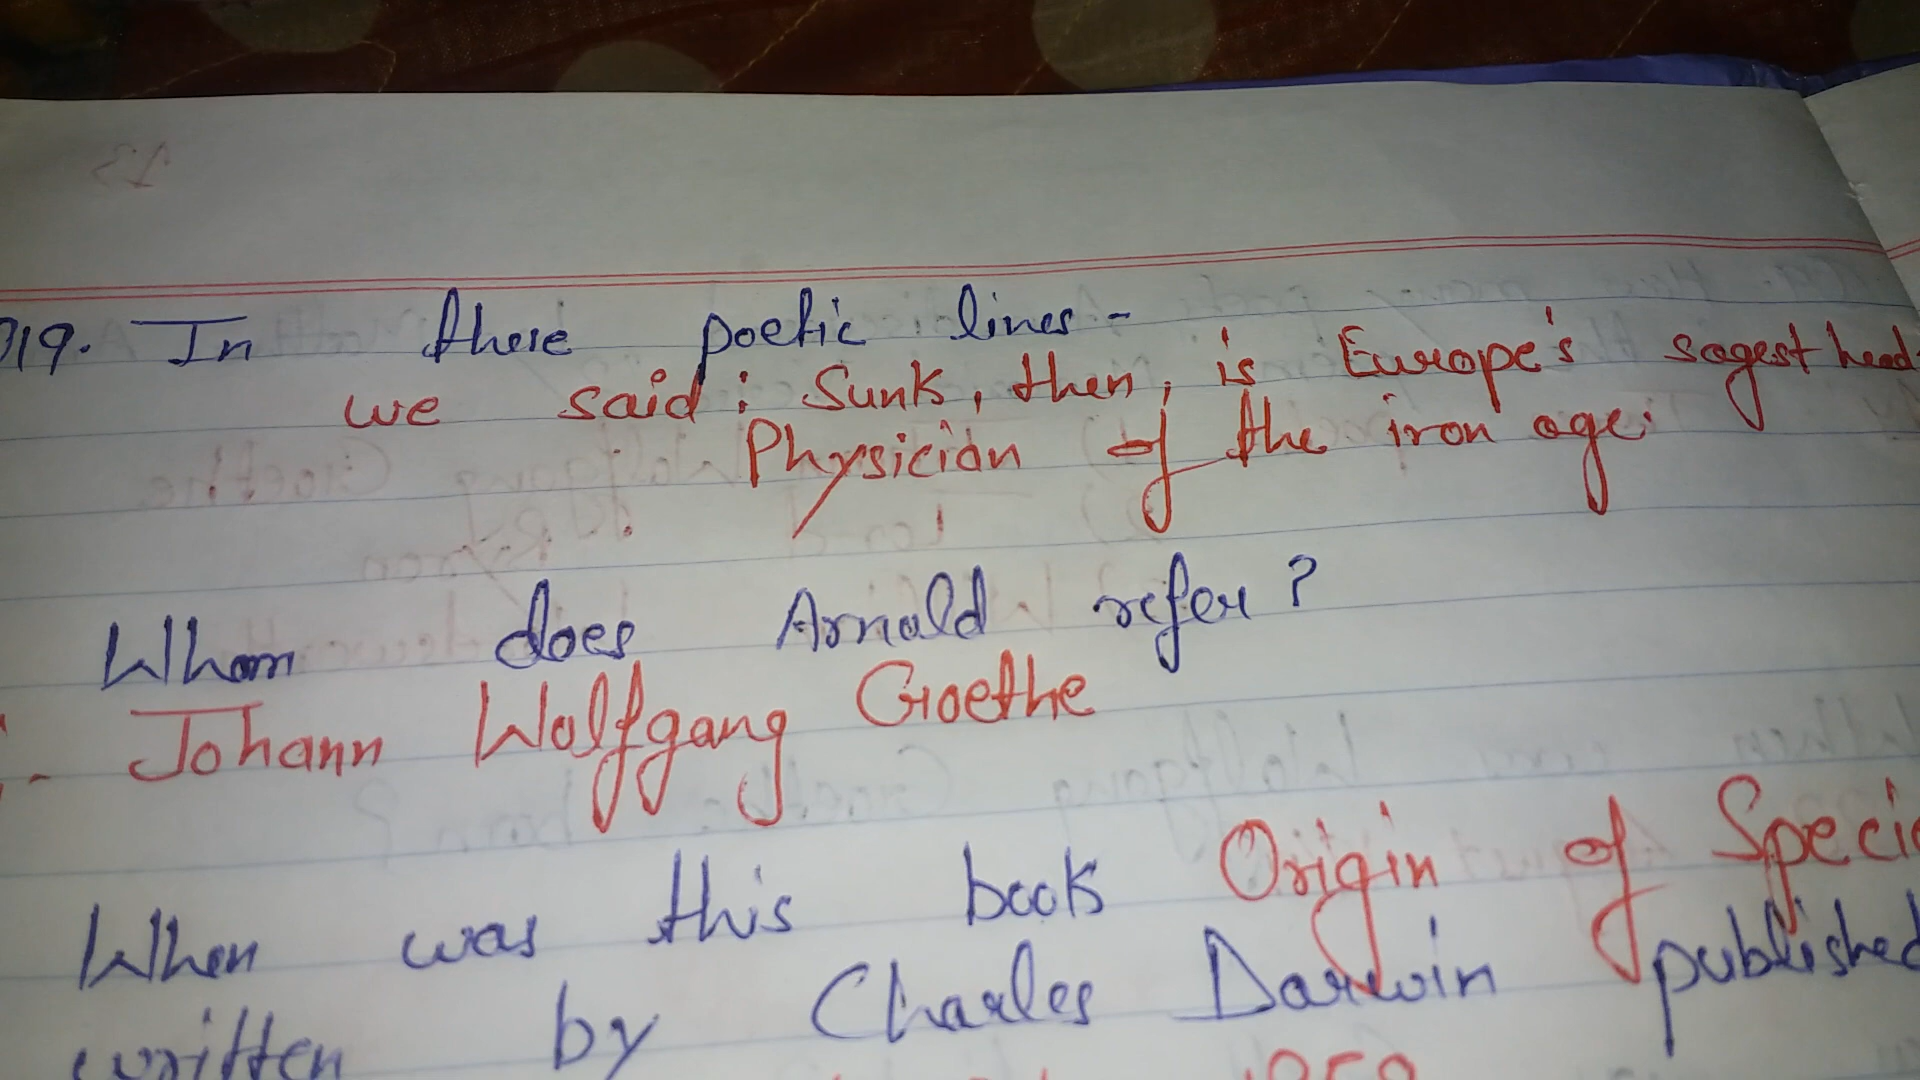 19. In these poetic lines -
we said: Sunk, then, is Europe's sagest head
Physician of the iron age.
Whom does Arnold refer?
- Johann Wolfgang Goethe
When was this book Origin of Speci
written by Charles Darwin published